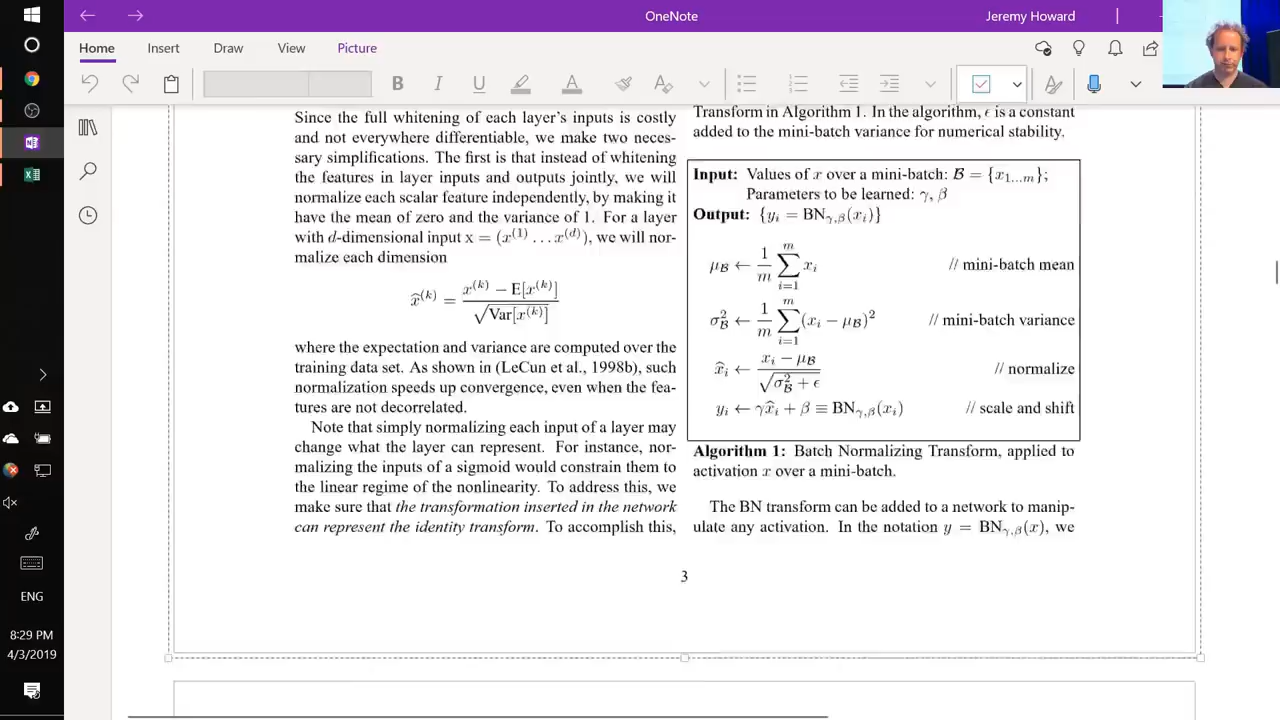 OneNote
Jeremy Howard
Home Insert Draw View Picture
B I U A
Since the full whitening of each layer's inputs is costly
and not everywhere differentiable, we make two neces-
sary simplifications. The first is that instead of whitening
the features in layer inputs and outputs jointly, we will
normalize each scalar feature independently, by making it
have the mean of zero and the variance of 1. For a layer
with d-dimensional input x = (x^(1) . . . x^(d)), we will nor-
malize each dimension
x̂^(k) = (x^(k) − E[x^(k)]) / √Var[x^(k)]
where the expectation and variance are computed over the
training data set. As shown in (LeCun et al., 1998b), such
normalization speeds up convergence, even when the fea-
tures are not decorrelated.
Note that simply normalizing each input of a layer may
change what the layer can represent. For instance, nor-
malizing the inputs of a sigmoid would constrain them to
the linear regime of the nonlinearity. To address this, we
make sure that the transformation inserted in the network
can represent the identity transform. To accomplish this,
Transform in Algorithm 1. In the algorithm, ϵ is a constant
added to the mini-batch variance for numerical stability.
Input: Values of x over a mini-batch: B = {x₁...ₘ};
Parameters to be learned: γ, β
Output: {yᵢ = BN_γ,β(xᵢ)}
μ_B ← 1/m ∑_{i=1}^{m} xᵢ // mini-batch mean
σ²_B ← 1/m ∑_{i=1}^{m} (xᵢ − μ_B)² // mini-batch variance
x̂ᵢ ← (xᵢ − μ_B) / √(σ²_B + ϵ) // normalize
yᵢ ← γx̂ᵢ + β ≡ BN_γ,β(xᵢ) // scale and shift
Algorithm 1: Batch Normalizing Transform, applied to
activation x over a mini-batch.
The BN transform can be added to a network to manip-
ulate any activation. In the notation y = BN_γ,β(x), we
3
ENG
8:29 PM
4/3/2019